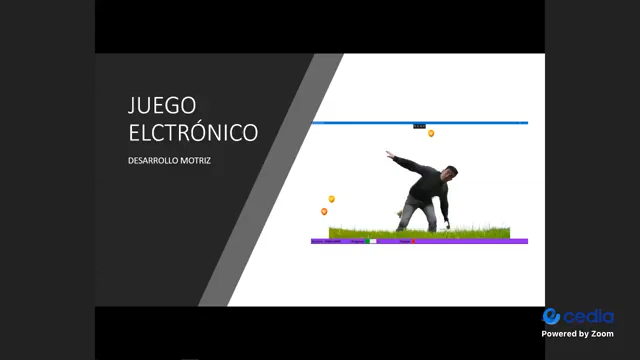 JUEGO
ELCTRÓNICO
DESARROLLO MOTRIZ
cedia
Powered by Zoom